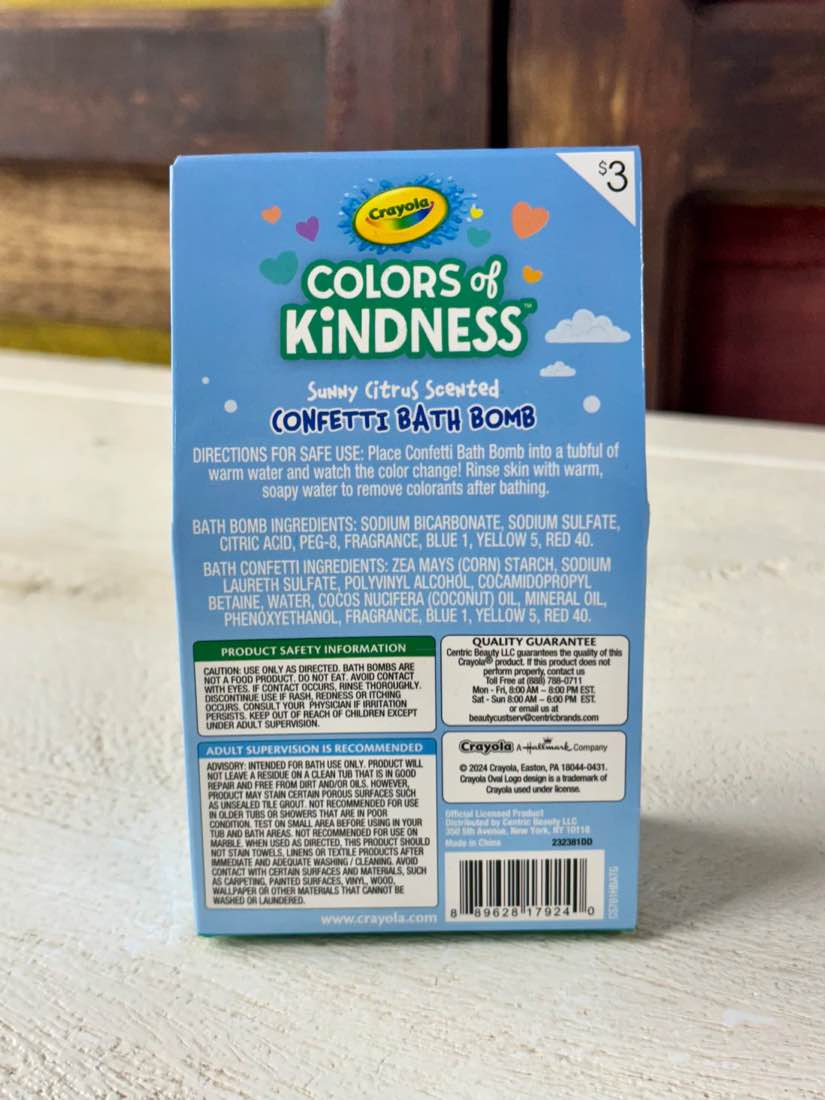 $3
Crayola
COLORS of
KiNDNESS™
Sunny Citrus Scented
CONFETTI BATH BOMB
DIRECTIONS FOR SAFE USE: Place Confetti Bath Bomb into a tubful of
warm water and watch the color change! Rinse skin with warm,
soapy water to remove colorants after bathing.
BATH BOMB INGREDIENTS: SODIUM BICARBONATE, SODIUM SULFATE,
CITRIC ACID, PEG-8, FRAGRANCE, BLUE 1, YELLOW 5, RED 40.
BATH CONFETTI INGREDIENTS: ZEA MAYS (CORN) STARCH, SODIUM
LAURETH SULFATE, POLYVINYL ALCOHOL, COCAMIDOPROPYL
BETAINE, WATER, COCOS NUCIFERA (COCONUT) OIL, MINERAL OIL,
PHENOXYETHANOL, FRAGRANCE, BLUE 1, YELLOW 5, RED 40.
PRODUCT SAFETY INFORMATION
CAUTION: USE ONLY AS DIRECTED. BATH BOMBS ARE
NOT A FOOD PRODUCT. DO NOT EAT. AVOID CONTACT
WITH EYES. IF CONTACT OCCURS, RINSE THOROUGHLY.
DISCONTINUE USE IF RASH, REDNESS OR ITCHING
OCCURS. CONSULT YOUR PHYSICIAN IF IRRITATION
PERSISTS. KEEP OUT OF REACH OF CHILDREN EXCEPT
UNDER ADULT SUPERVISION.
ADULT SUPERVISION IS RECOMMENDED
ADVISORY: INTENDED FOR BATH USE ONLY. PRODUCT WILL
NOT LEAVE A RESIDUE ON A CLEAN TUB THAT IS IN GOOD
REPAIR AND FREE FROM DIRT AND/OR OILS. HOWEVER,
PRODUCT MAY STAIN CERTAIN POROUS SURFACES SUCH
AS UNSEALED TILE GROUT. NOT RECOMMENDED FOR USE
IN OLDER TUBS OR SHOWERS THAT ARE IN POOR
CONDITION. TEST ON SMALL AREA BEFORE USING IN YOUR
TUB AND BATH AREAS. NOT RECOMMENDED FOR USE ON
MARBLE. WHEN USED AS DIRECTED, THIS PRODUCT SHOULD
NOT STAIN TOWELS, LINENS OR TEXTILE PRODUCTS AFTER
IMMEDIATE AND ADEQUATE WASHING / CLEANING. AVOID
CONTACT WITH CERTAIN SURFACES AND MATERIALS, SUCH
AS CARPETING, PAINTED SURFACES, VINYL, WOOD,
WALLPAPER OR OTHER MATERIALS THAT CANNOT BE
WASHED OR LAUNDERED.
www.crayola.com
QUALITY GUARANTEE
Centric Beauty LLC guarantees the quality of this
Crayola® product. If this product does not
perform properly, contact us
Toll Free at (888) 788-0711
Mon - Fri, 8:00 AM – 8:00 PM EST.
Sat - Sun 8:00 AM – 6:00 PM EST.
or email us at
beautycustserv@centricbrands.com
Crayola A Hallmark Company
© 2024 Crayola, Easton, PA 18044-0431.
Crayola Oval Logo design is a trademark of
Crayola used under license.
Official Licensed Product
Distributed by Centric Beauty LLC
350 5th Avenue, New York, NY 10118
Made in China 232381DD
8 89628 17924 0